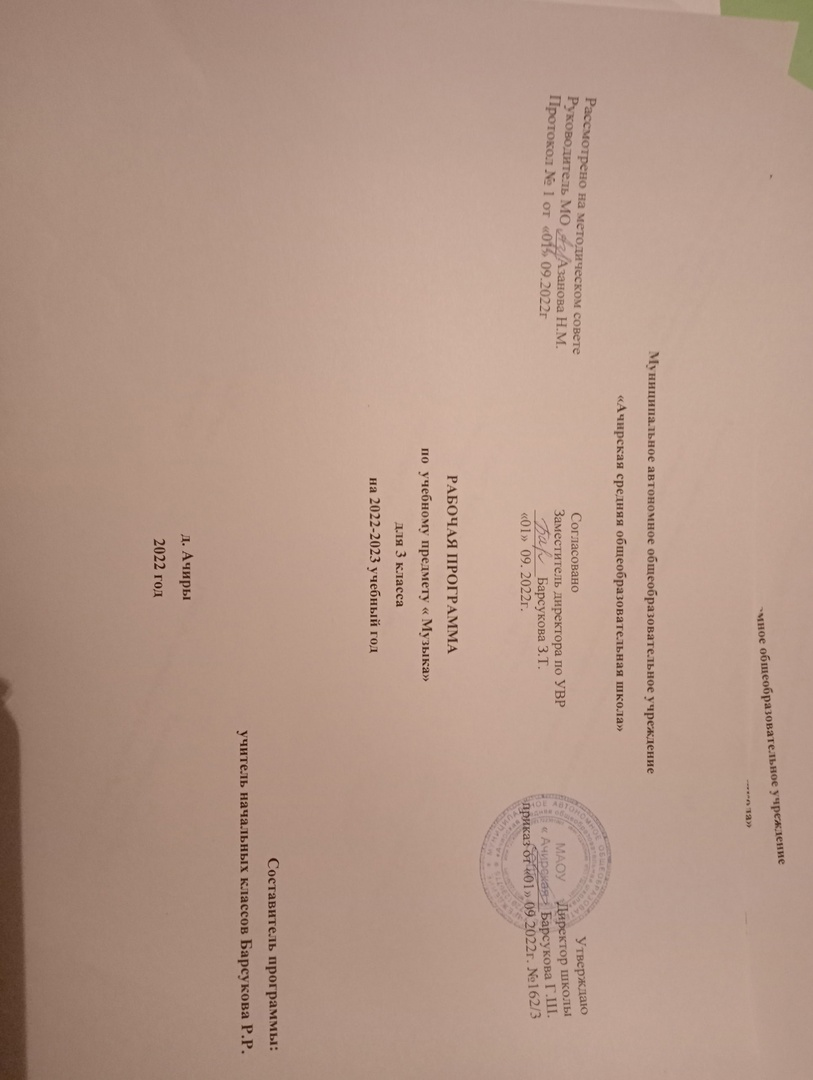 мное общеобразовательное учреждение
Муниципальное автономное общеобразовательное учреждение
«Ачирская средняя общеобразовательная школа»
Рассмотрено на методическом совете
Руководитель МО Азанова Н.М.
Протокол № 1 от «01» 09.2022г
Согласовано
Заместитель директора по УВР
Барсукова З.Т.
«01» 09. 2022г.
Утверждаю
Директор школы
Барсукова Г.Ш.
приказ от «01» 09.2022г. №162/3
МАОУ
« Ачирская
РАБОЧАЯ ПРОГРАММА
по учебному предмету « Музыка»
для 3 класса
на 2022-2023 учебный год
Составитель программы:
учитель начальных классов Барсукова Р.Р.
д. Ачиры
2022 год